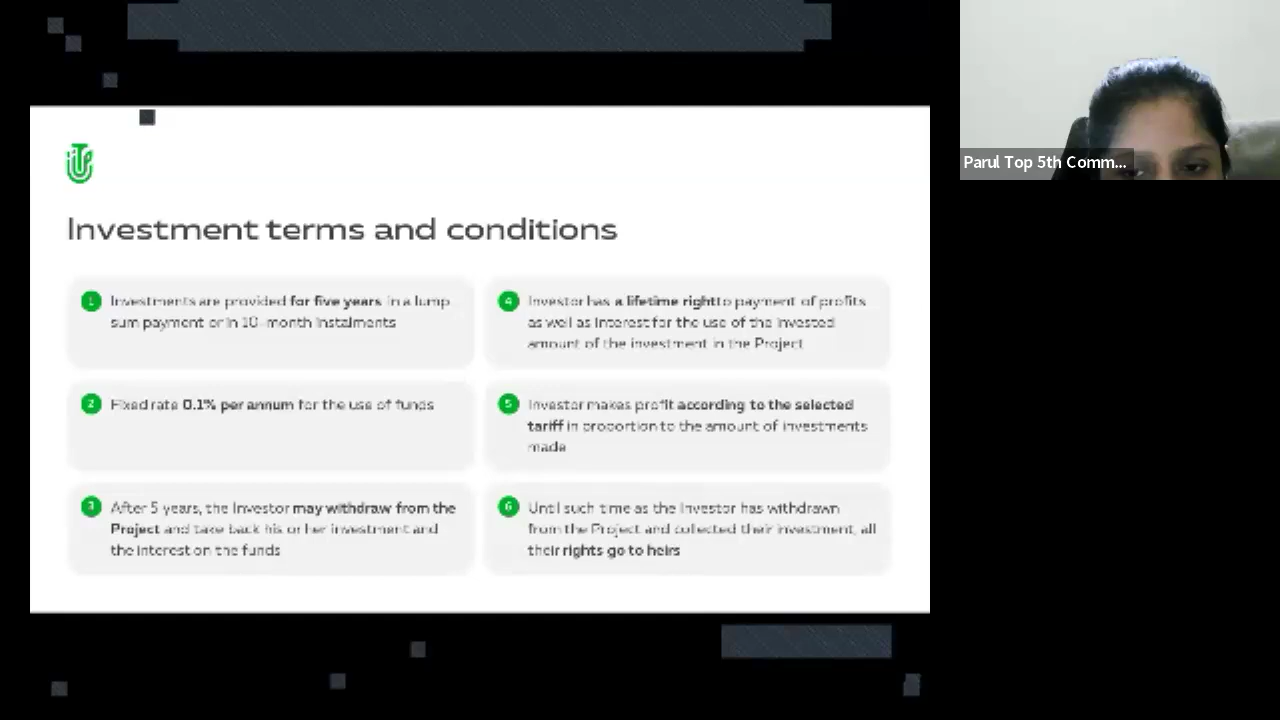 Investment terms and conditions
1 Investments are provided for five years in a lump
sum payment or in 10-month instalments
2 Fixed rate 0.1% per annum for the use of funds
3 After 5 years, the Investor may withdraw from the
Project and take back his or her investment and
the interest on the funds
4 Investor has a lifetime rightto payment of profits
as well as interest for the use of the invested
amount of the investment in the Project
5 Investor makes profit according to the selected
tariff in proportion to the amount of investments
made
6 Until such time as the Investor has withdrawn
from the Project and collected their investment, all
their rights go to heirs
Parul Top 5th Comm...